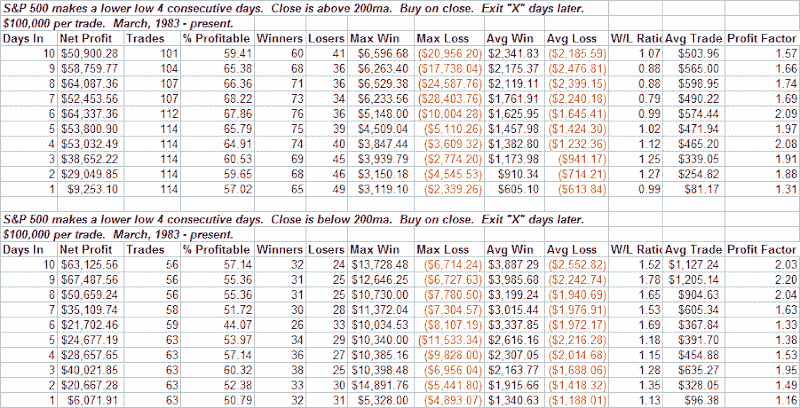 S&P 500 makes a lower low 4 consecutive days. Close is above 200ma. Buy on close. Exit "X" days later.
$100,000 per trade. March, 1983 - present.
Days In Net Profit Trades % Profitable Winners Losers Max Win Max Loss Avg Win Avg Loss W/L Ratio Avg Trade Profit Factor
10 $50,900.28 101 59.41 60 41 $6,596.68 ($20,956.20) $2,341.83 ($2,185.59) 1.07 $503.96 1.57
9 $58,759.77 104 65.38 68 36 $6,263.40 ($17,738.04) $2,175.37 ($2,476.81) 0.88 $565.00 1.66
8 $64,087.36 107 66.36 71 36 $6,529.38 ($24,587.76) $2,119.11 ($2,399.15) 0.88 $598.95 1.74
7 $52,453.56 107 68.22 73 34 $6,233.56 ($28,403.76) $1,761.91 ($2,240.18) 0.79 $490.22 1.69
6 $64,337.36 112 67.86 76 36 $5,148.00 ($10,004.28) $1,625.95 ($1,645.41) 0.99 $574.44 2.09
5 $53,800.90 114 65.79 75 39 $4,509.04 ($5,110.26) $1,457.98 ($1,424.30) 1.02 $471.94 1.97
4 $53,032.49 114 64.91 74 40 $3,847.44 ($3,609.32) $1,382.80 ($1,232.36) 1.12 $465.20 2.08
3 $38,652.22 114 60.53 69 45 $3,939.79 ($2,774.20) $1,173.98 ($941.17) 1.25 $339.05 1.91
2 $29,049.85 114 59.65 68 46 $3,150.18 ($4,545.53) $910.34 ($714.21) 1.27 $254.82 1.88
1 $9,253.10 114 57.02 65 49 $3,119.10 ($2,339.26) $605.10 ($613.84) 0.99 $81.17 1.31
S&P 500 makes a lower low 4 consecutive days. Close is below 200ma. Buy on close. Exit "X" days later.
$100,000 per trade. March, 1983 - present.
Days In Net Profit Trades % Profitable Winners Losers Max Win Max Loss Avg Win Avg Loss W/L Ratio Avg Trade Profit Factor
10 $63,125.56 56 57.14 32 24 $13,728.48 ($6,714.24) $3,887.29 ($2,552.82) 1.52 $1,127.24 2.03
9 $67,487.56 56 55.36 31 25 $12,646.25 ($6,727.63) $3,985.68 ($2,242.74) 1.78 $1,205.14 2.20
8 $50,659.24 56 55.36 31 25 $10,730.00 ($7,780.50) $3,199.24 ($1,940.69) 1.65 $904.63 2.04
7 $35,109.74 58 51.72 30 28 $11,372.04 ($7,304.57) $3,015.44 ($1,976.91) 1.53 $605.34 1.63
6 $21,702.46 59 44.07 26 33 $10,034.53 ($8,107.19) $3,337.85 ($1,972.17) 1.69 $367.84 1.33
5 $24,677.19 63 53.97 34 29 $10,340.00 ($11,533.34) $2,616.16 ($2,216.28) 1.18 $391.70 1.38
4 $28,657.65 63 57.14 36 27 $10,385.16 ($9,828.00) $2,307.05 ($2,014.68) 1.15 $454.88 1.53
3 $40,021.85 63 60.32 38 25 $10,398.48 ($6,956.04) $2,163.77 ($1,688.06) 1.28 $635.27 1.95
2 $20,667.28 63 52.38 33 30 $14,891.76 ($5,441.80) $1,915.66 ($1,418.32) 1.35 $328.05 1.49
1 $6,071.91 63 50.79 32 31 $5,328.00 ($4,893.07) $1,340.63 ($1,188.01) 1.13 $96.38 1.16